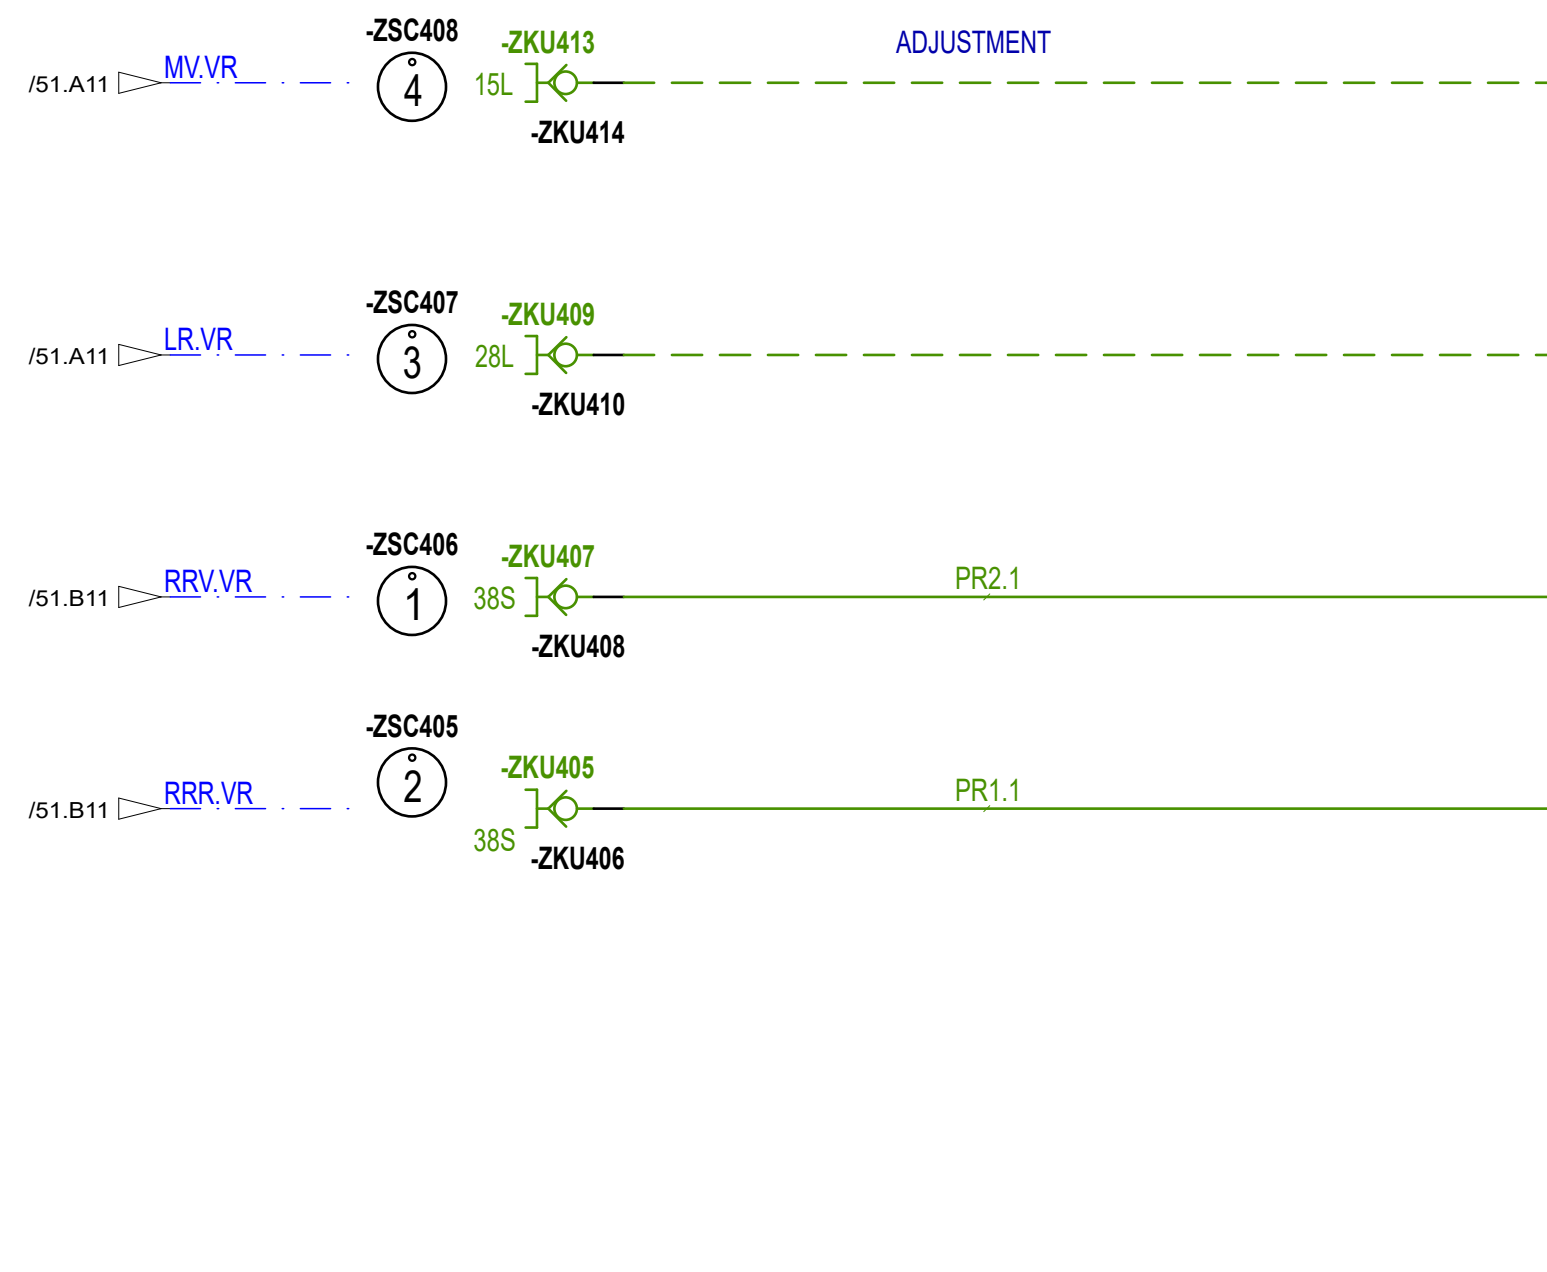 -ZSC408
-ZKU413
ADJUSTMENT
/51.A11
MV.VR
4
15L
-ZKU414
-ZSC407
-ZKU409
/51.A11
LR.VR
3
28L
-ZKU410
-ZSC406
-ZKU407
/51.B11
RRV.VR
1
38S
PR2.1
-ZKU408
-ZSC405
-ZKU405
/51.B11
RRR.VR
2
PR1.1
38S
-ZKU406